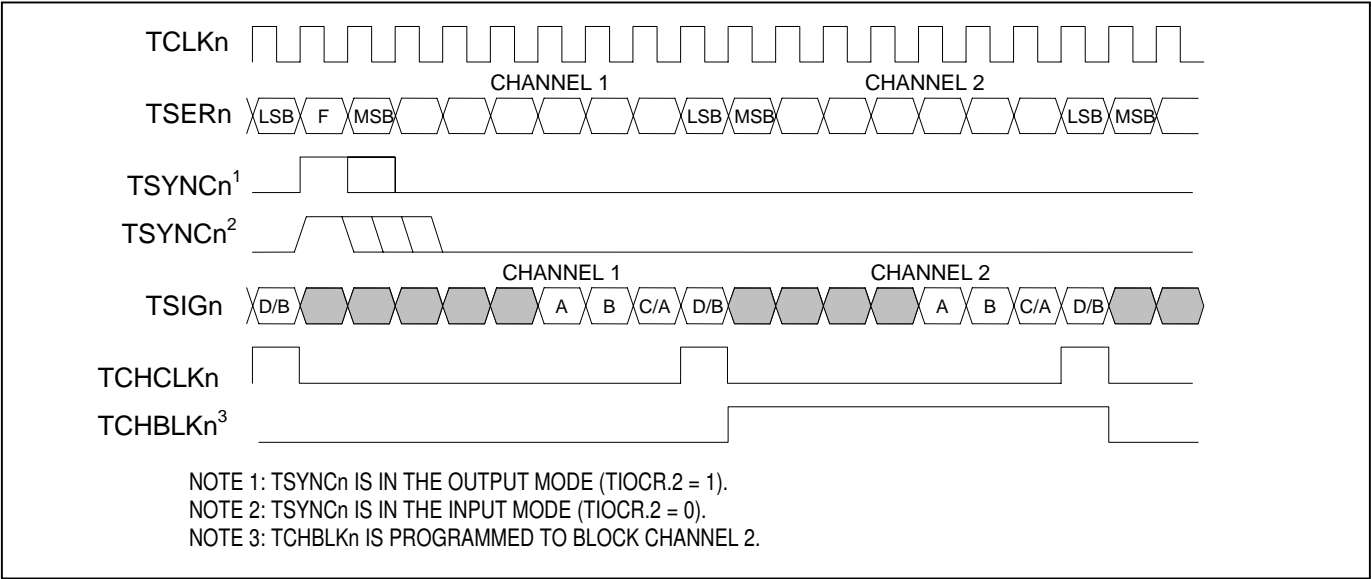 TCLKn
CHANNEL 1 CHANNEL 2
TSERn LSB F MSB LSB MSB LSB MSB
TSYNCn1
TSYNCn2
CHANNEL 1 CHANNEL 2
TSIGn D/B A B C/A D/B A B C/A D/B
TCHCLKn
TCHBLKn3
NOTE 1: TSYNCn IS IN THE OUTPUT MODE (TIOCR.2 = 1).
NOTE 2: TSYNCn IS IN THE INPUT MODE (TIOCR.2 = 0).
NOTE 3: TCHBLKn IS PROGRAMMED TO BLOCK CHANNEL 2.